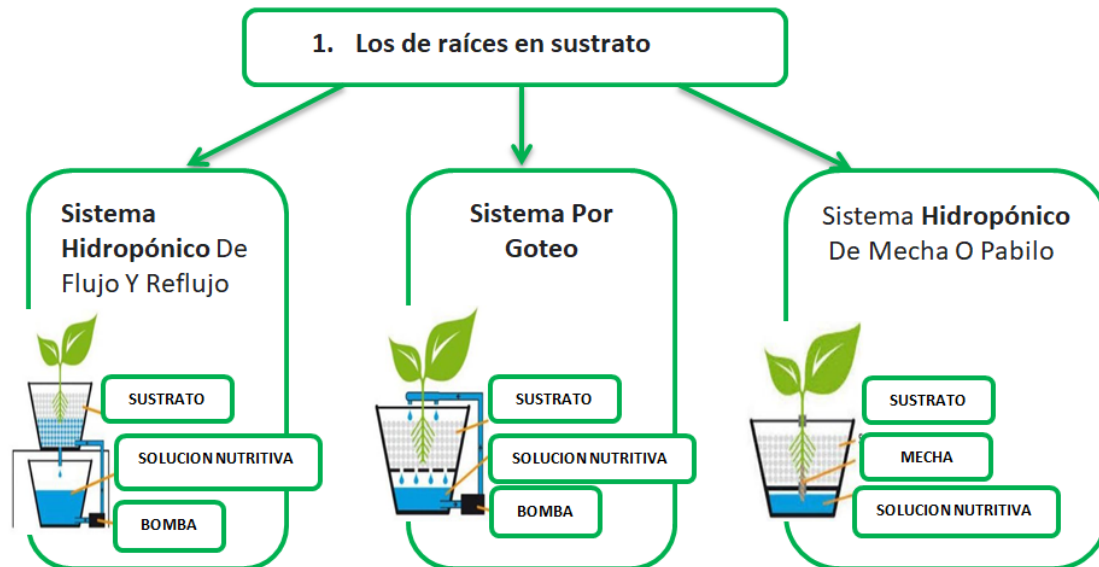 1. Los de raíces en sustrato
Sistema
Hidropónico De
Flujo Y Reflujo
SUSTRATO
SOLUCION NUTRITIVA
BOMBA
Sistema Por
Goteo
SUSTRATO
SOLUCION NUTRITIVA
BOMBA
Sistema Hidropónico
De Mecha O Pabilo
SUSTRATO
MECHA
SOLUCION NUTRITIVA